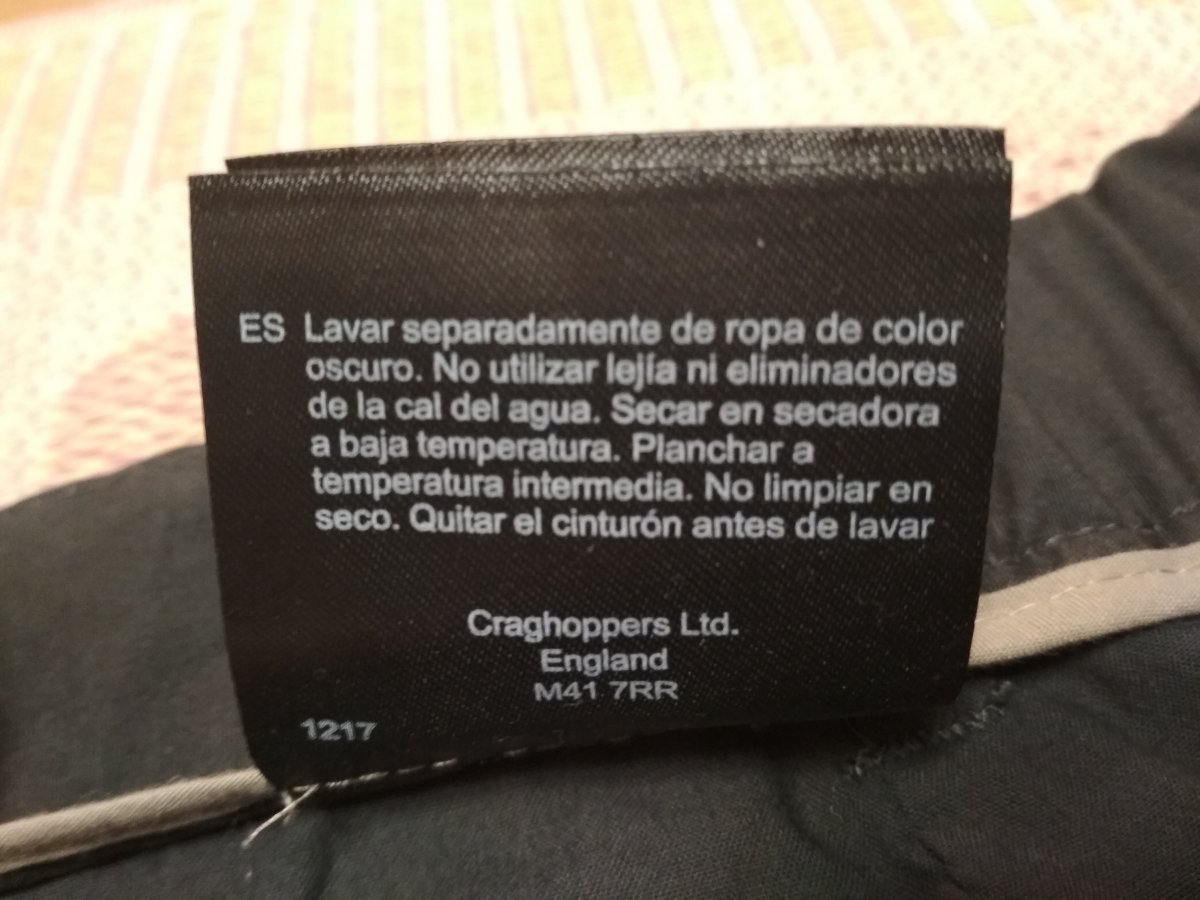 ES Lavar separadamente de ropa de color
oscuro. No utilizar lejía ni eliminadores
de la cal del agua. Secar en secadora
a baja temperatura. Planchar a
temperatura intermedia. No limpiar en
seco. Quitar el cinturón antes de lavar
Craghoppers Ltd.
England
M41 7RR
1217